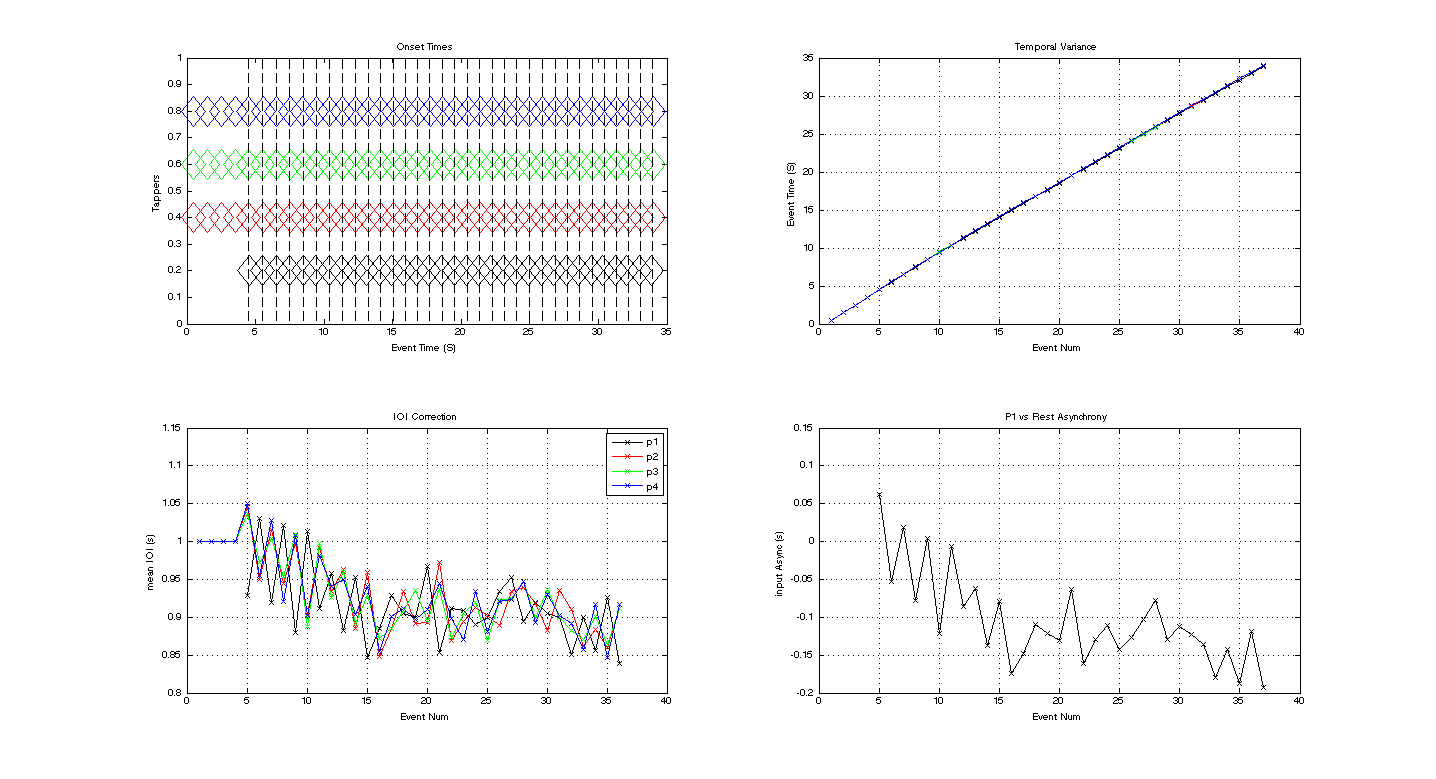 Onset Times
1
0.9
0.8
0.7
0.6
0.5
0.4
0.3
0.2
0.1
0
Tappers
0 5 10 15 20 25 30 35
Event Time (S)
Temporal Variance
35
30
25
20
15
10
5
0
Event Time (S)
0 5 10 15 20 25 30 35 40
Event Num
IOI Correction
1.15
1.1
1.05
1
0.95
0.9
0.85
0.8
mean IOI (s)
p1
p2
p3
p4
0 5 10 15 20 25 30 35 40
Event Num
P1 vs Rest Asynchrony
0.15
0.1
0.05
0
-0.05
-0.1
-0.15
-0.2
input Async (s)
0 5 10 15 20 25 30 35 40
Event Num